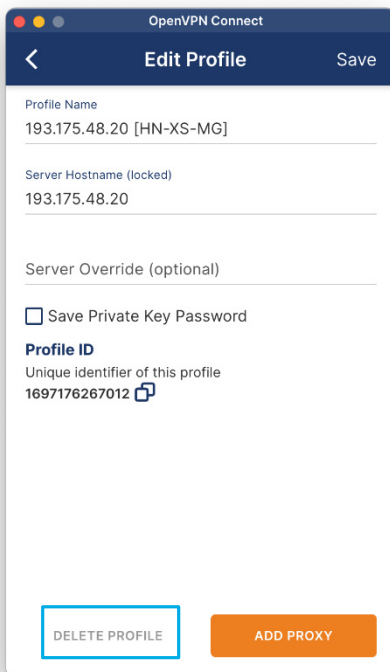 OpenVPN Connect
Edit Profile
Save
Profile Name
193.175.48.20 [HN-XS-MG]
Server Hostname (locked)
193.175.48.20
Server Override (optional)
Save Private Key Password
Profile ID
Unique identifier of this profile
1697176267012
DELETE PROFILE
ADD PROXY